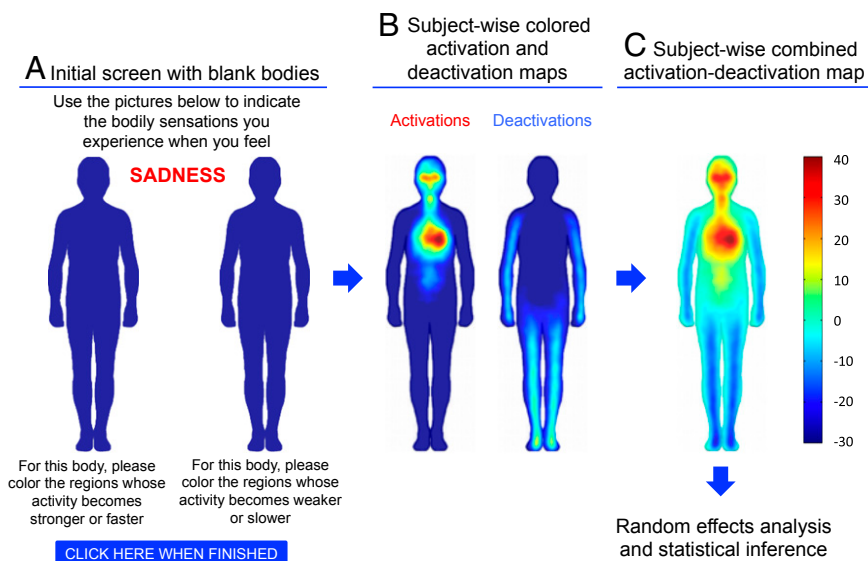 A Initial screen with blank bodies
Use the pictures below to indicate
the bodily sensations you
experience when you feel
SADNESS
For this body, please
color the regions whose
activity becomes
stronger or faster
For this body, please
color the regions whose
activity becomes weaker
or slower
CLICK HERE WHEN FINISHED
B Subject-wise colored
activation and
deactivation maps
Activations
Deactivations
C Subject-wise combined
activation-deactivation map
40
30
20
10
0
-10
-20
-30
Random effects analysis
and statistical inference